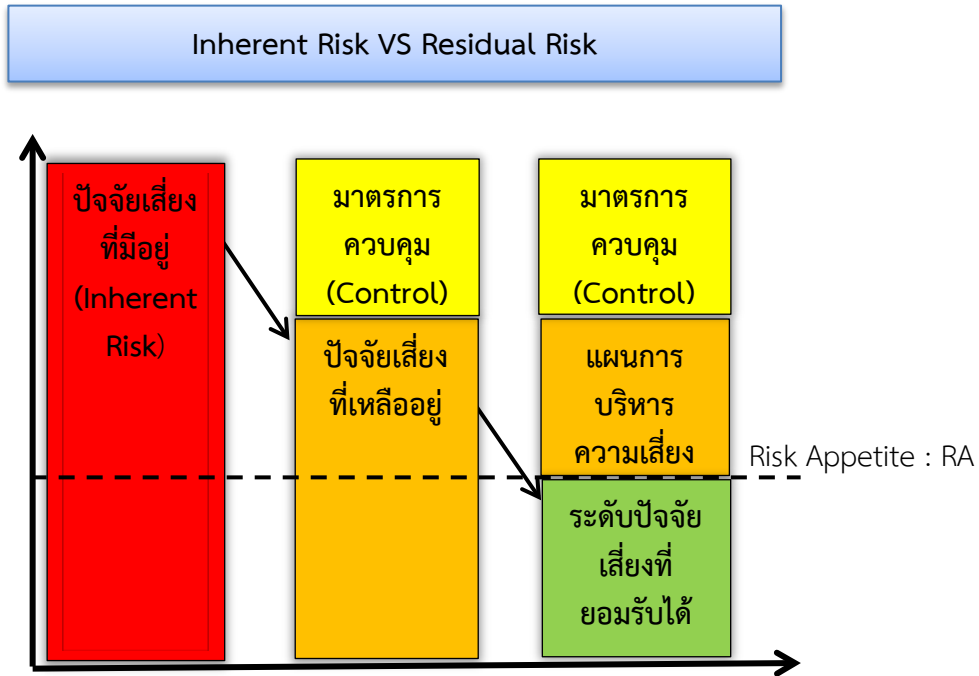 Inherent Risk VS Residual Risk
ปัจจัยเสี่ยง
ที่มีอยู่
(Inherent
Risk)
มาตรการ
ควบคุม
(Control)
ปัจจัยเสี่ยง
ที่เหลืออยู่
มาตรการ
ควบคุม
(Control)
แผนการ
บริหาร
ความเสี่ยง
ระดับปัจจัย
เสี่ยงที่
ยอมรับได้
Risk Appetite : RA